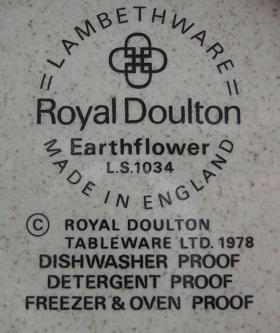 =LAMBETHWARE=
Royal Doulton
Earthflower
L.S.1034
MADE IN ENGLAND
© ROYAL DOULTON
TABLEWARE LTD. 1978
DISHWASHER PROOF
DETERGENT PROOF
FREEZER & OVEN PROOF